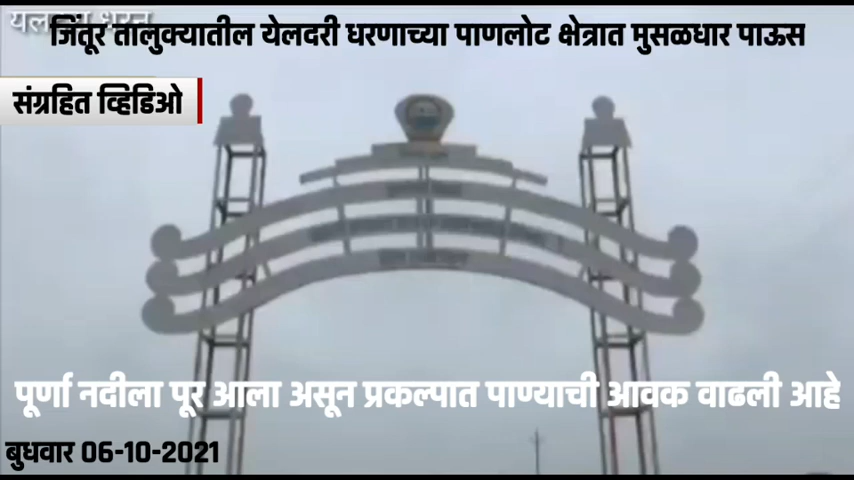 जिंतूर तालुक्यातील येलदरी धरणाच्या पाणलोट क्षेत्रात मुसळधार पाऊस
संग्रहित व्हिडिओ
पूर्णा नदीला पूर आला असून प्रकल्पात पाण्याची आवक वाढली आहे
बुधवार 06-10-2021